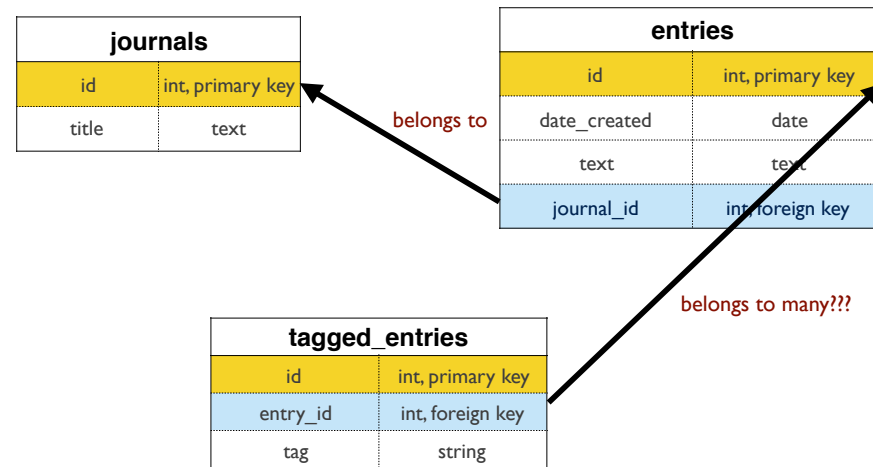 journals
id int, primary key
title text
belongs to
entries
id int, primary key
date_created date
text text
journal_id int, foreign key
belongs to many???
tagged_entries
id int, primary key
entry_id int, foreign key
tag string